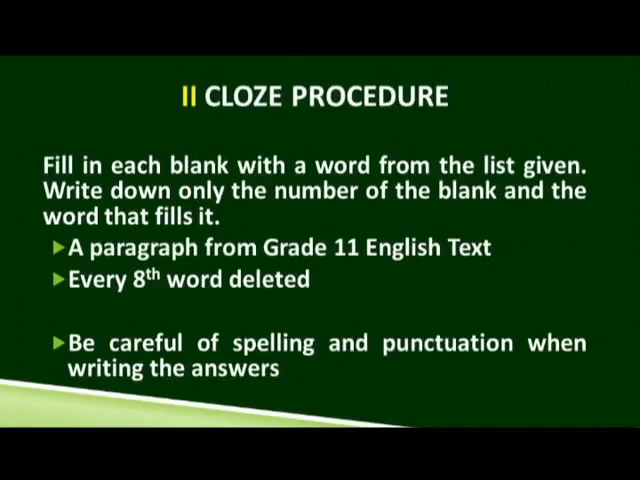 II CLOZE PROCEDURE
Fill in each blank with a word from the list given.
Write down only the number of the blank and the
word that fills it.
A paragraph from Grade 11 English Text
Every 8th word deleted
Be careful of spelling and punctuation when
writing the answers